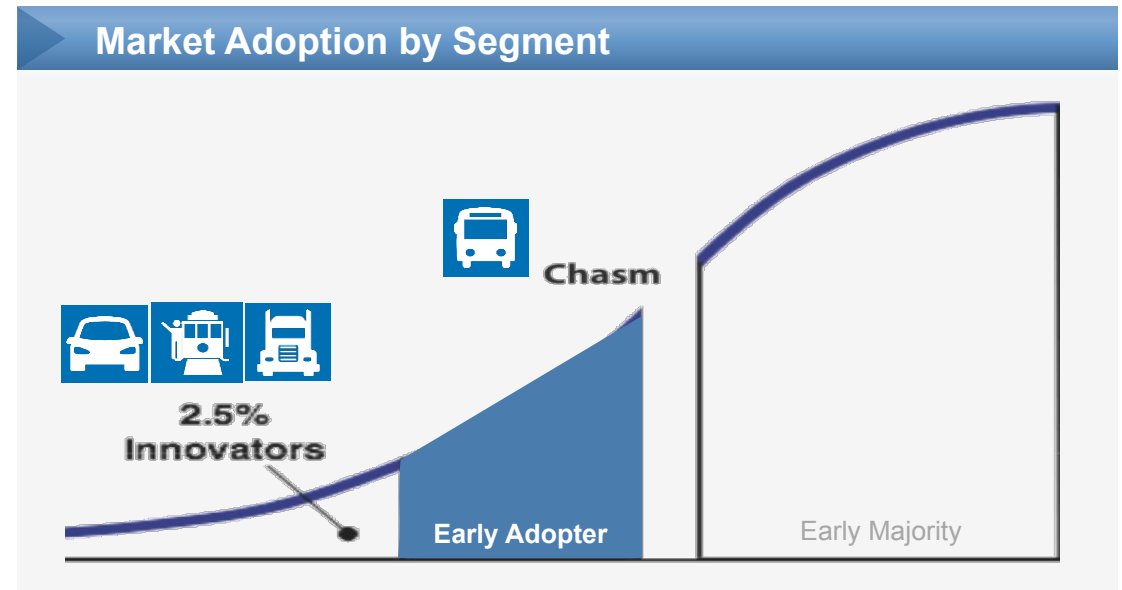 Market Adoption by Segment
Chasm
2.5%
Innovators
Early Adopter
Early Majority